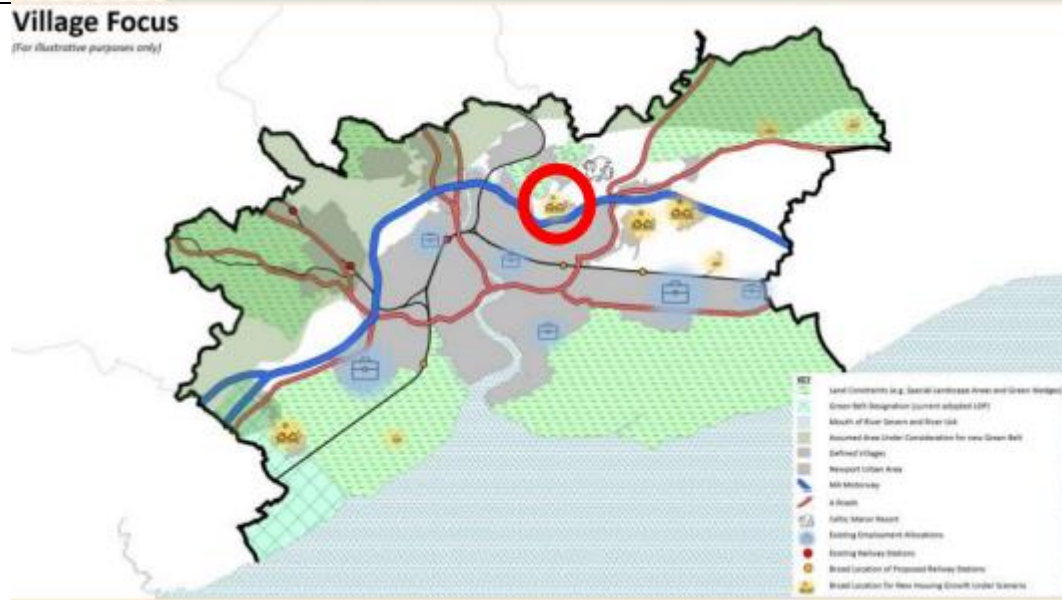 Village Focus
(For illustrative purposes only)
KEY
Land Constraints (e.g. Special Landscape Areas and Green Wedges)
Green Belt Designation (current adopted LDP)
Mouth of River Severn and River Usk
Assumed Area Under Consideration for new Green Belt
Defined Villages
Newport Urban Area
M4 Motorway
A Roads
Celtic Manor Resort
Existing Employment Allocations
Existing Railway Stations
Broad Location of Proposed Railway Stations
Broad Location for New Housing Growth Under Scenario